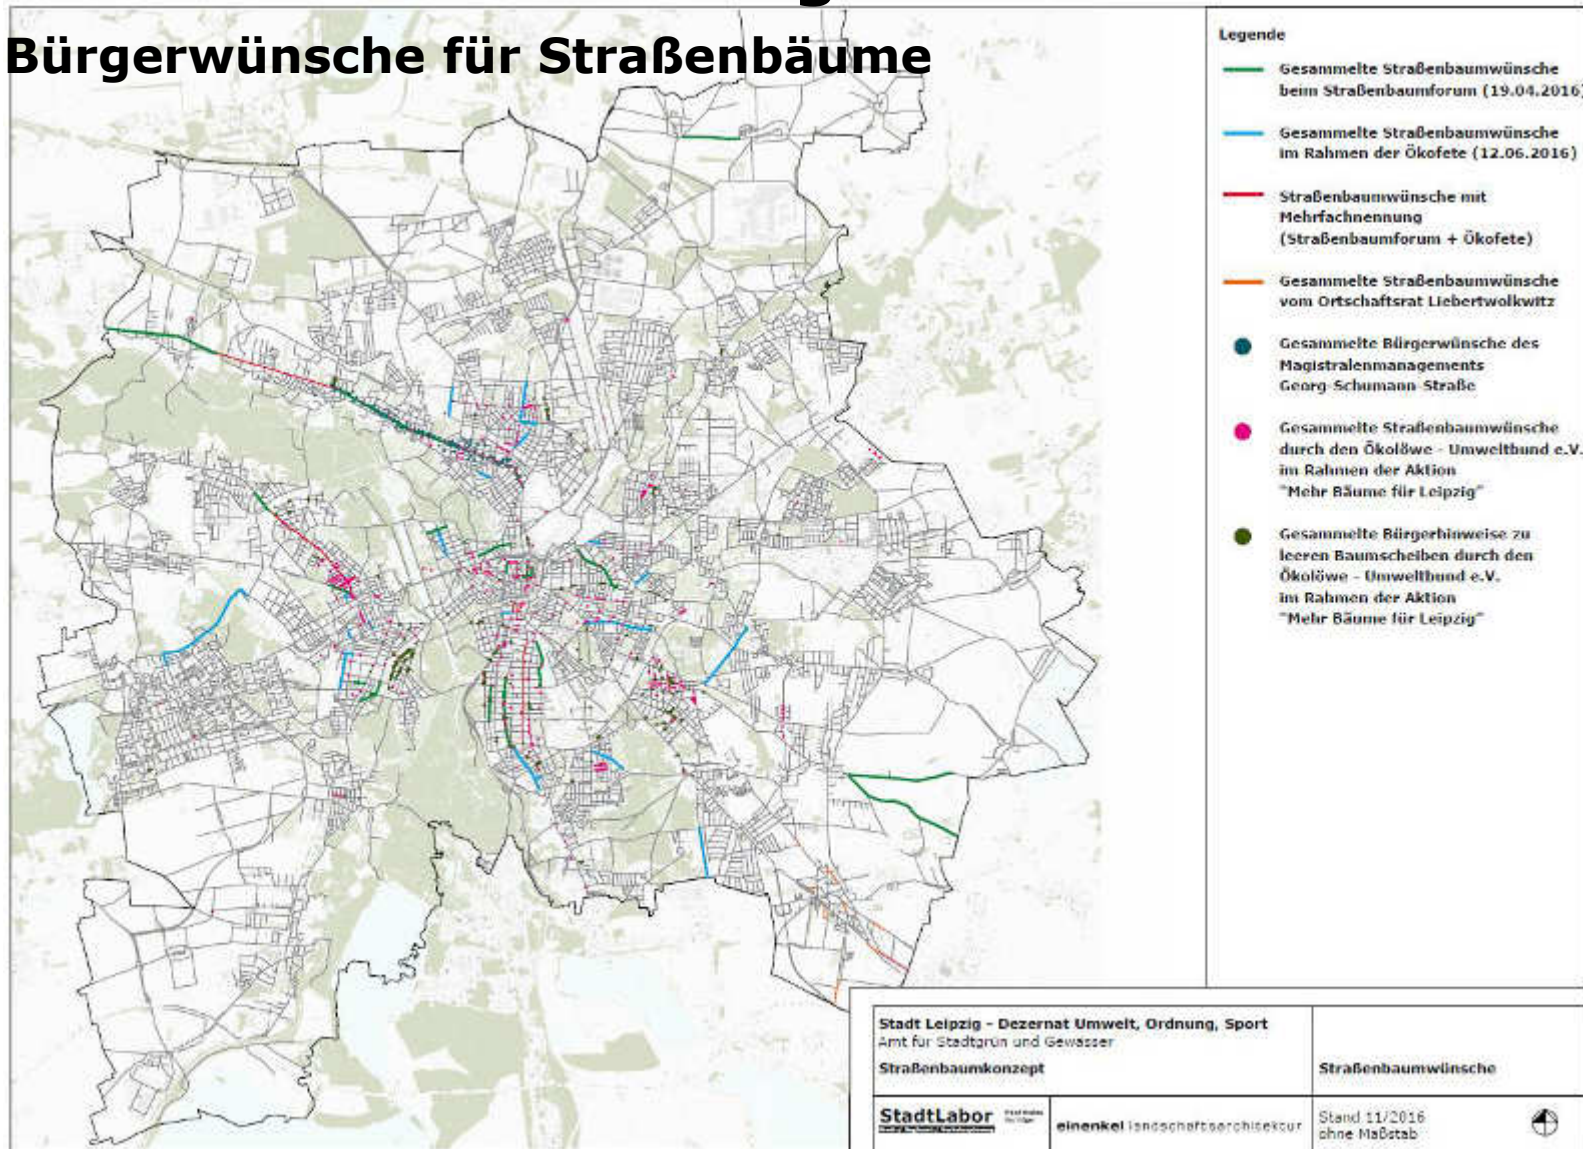 Bürgerwünsche für Straßenbäume
Legende
Gesammelte Straßenbaumwünsche
beim Straßenbaumforum (19.04.2016)
Gesammelte Straßenbaumwünsche
im Rahmen der Ökofete (12.06.2016)
Straßenbaumwünsche mit
Mehrfachnennung
(Straßenbaumforum + Ökofete)
Gesammelte Straßenbaumwünsche
vom Ortschaftsrat Liebertwolkwitz
Gesammelte Bürgerwünsche des
Magistralenmanagements
Georg-Schumann-Straße
Gesammelte Straßenbaumwünsche
durch den Ökolöwe - Umweltbund e.V.
im Rahmen der Aktion
"Mehr Bäume für Leipzig"
Gesammelte Bürgerhinweise zu
leeren Baumscheiben durch den
Ökolöwe - Umweltbund e.V.
im Rahmen der Aktion
"Mehr Bäume für Leipzig"
Stadt Leipzig - Dezernat Umwelt, Ordnung, Sport
Amt für Stadtgrün und Gewässer
Straßenbaumkonzept
Straßenbaumwünsche
StadtLabor
einenkel landschaftsarchitektur
Stand 11/2016
ohne Maßstab